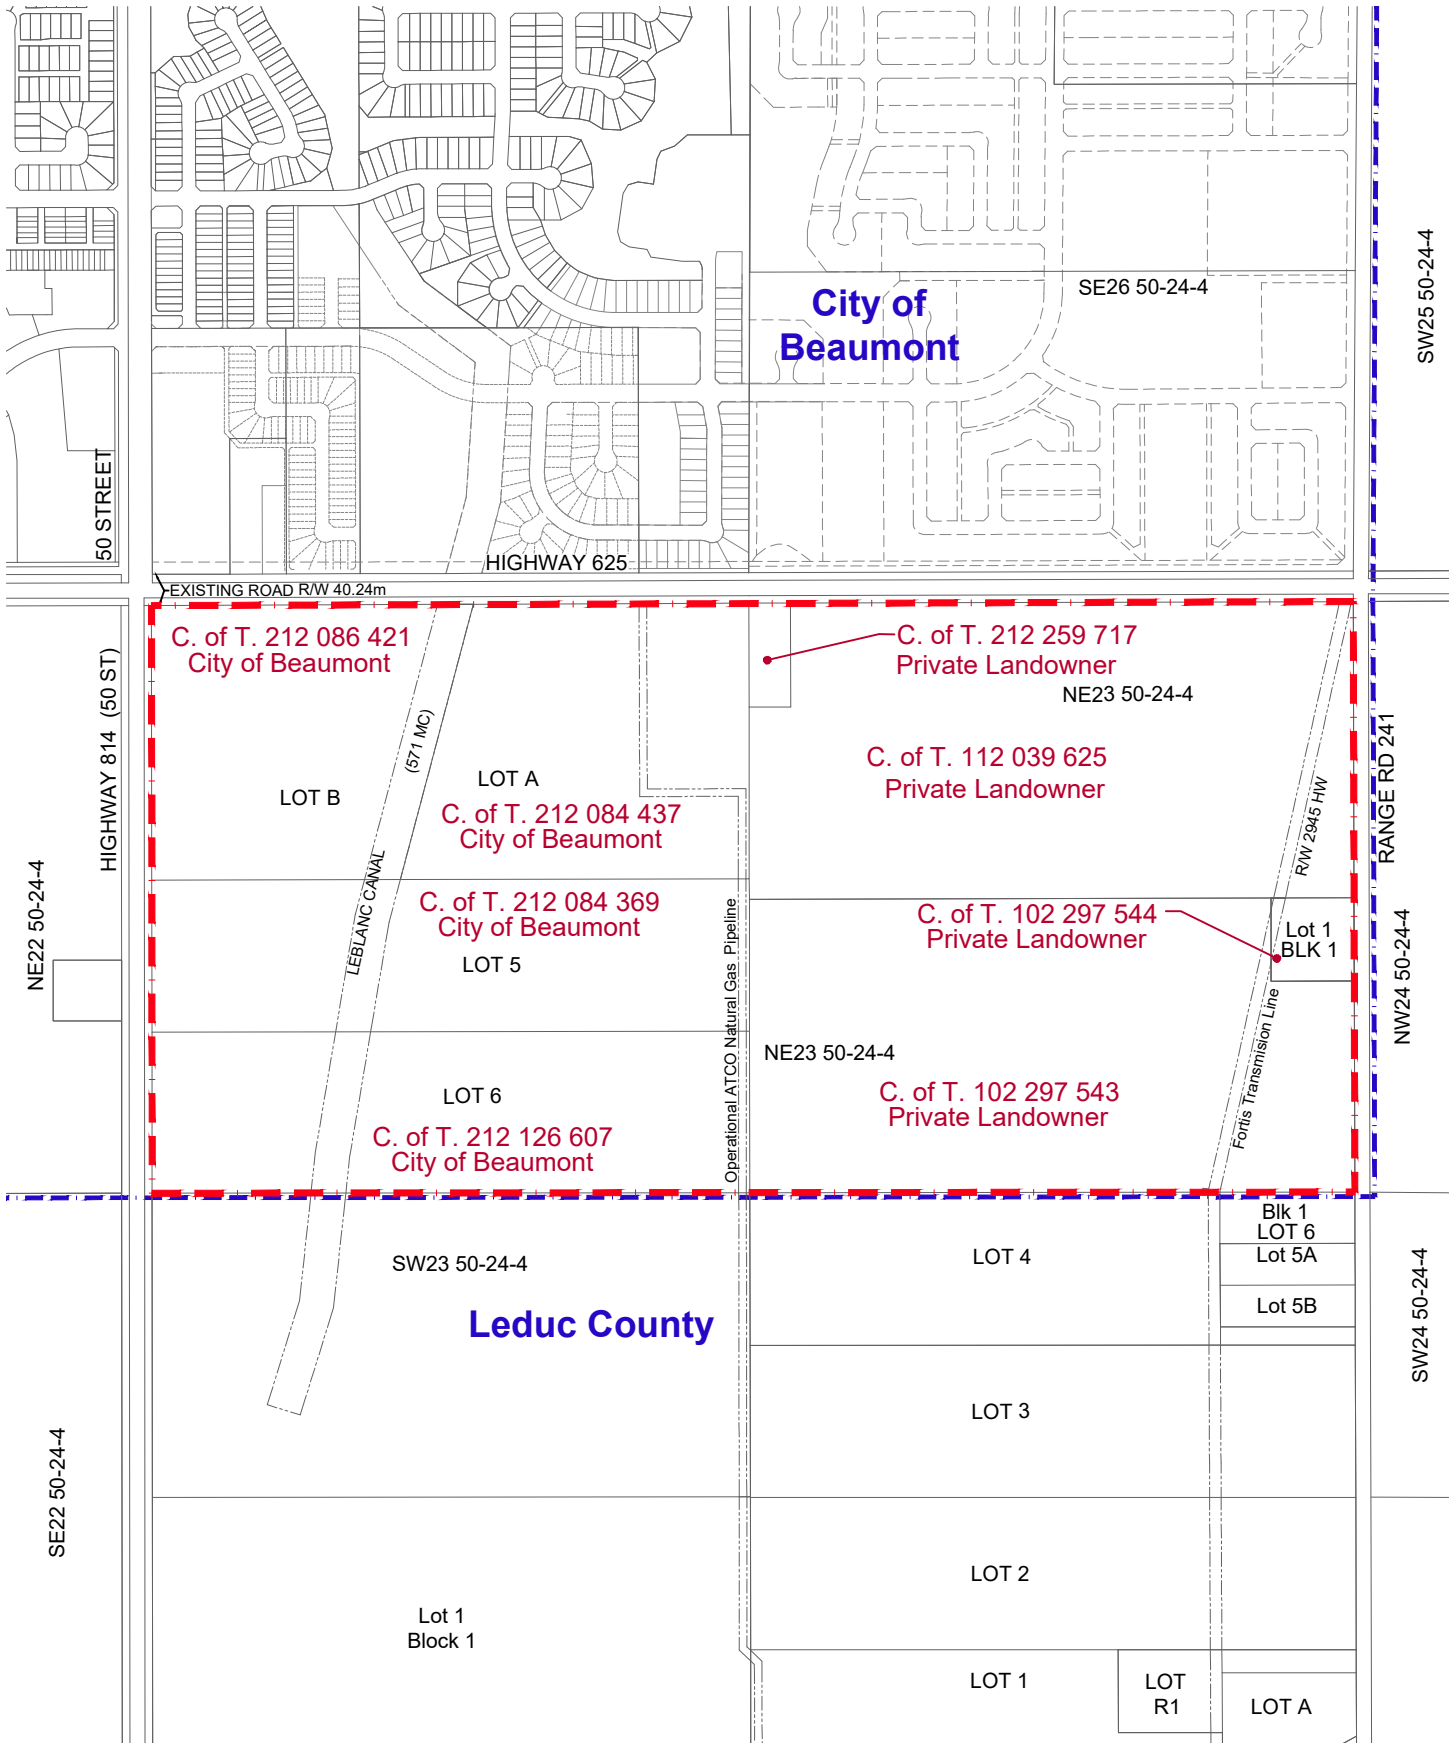 City of
Beaumont
SE26 50-24-4
SW25 50-24-4
50 STREET
HIGHWAY 625
EXISTING ROAD R/W 40.24m
C. of T. 212 086 421
City of Beaumont
C. of T. 212 259 717
Private Landowner
NE23 50-24-4
HIGHWAY 814 (50 ST)
(571 MC)
LOT B
LOT A
C. of T. 212 084 437
City of Beaumont
C. of T. 112 039 625
Private Landowner
R/W 2945 HW
RANGE RD 241
NE22 50-24-4
LEBLANC CANAL
C. of T. 212 084 369
City of Beaumont
LOT 5
Operational ATCO Natural Gas Pipeline
C. of T. 102 297 544
Private Landowner
Lot 1
BLK 1
NW24 50-24-4
NE23 50-24-4
Fortis Transmision Line
LOT 6
C. of T. 212 126 607
City of Beaumont
C. of T. 102 297 543
Private Landowner
SW23 50-24-4
Leduc County
LOT 4
Blk 1
LOT 6
Lot 5A
Lot 5B
SW24 50-24-4
LOT 3
SE22 50-24-4
LOT 2
Lot 1
Block 1
LOT 1
LOT
R1
LOT A